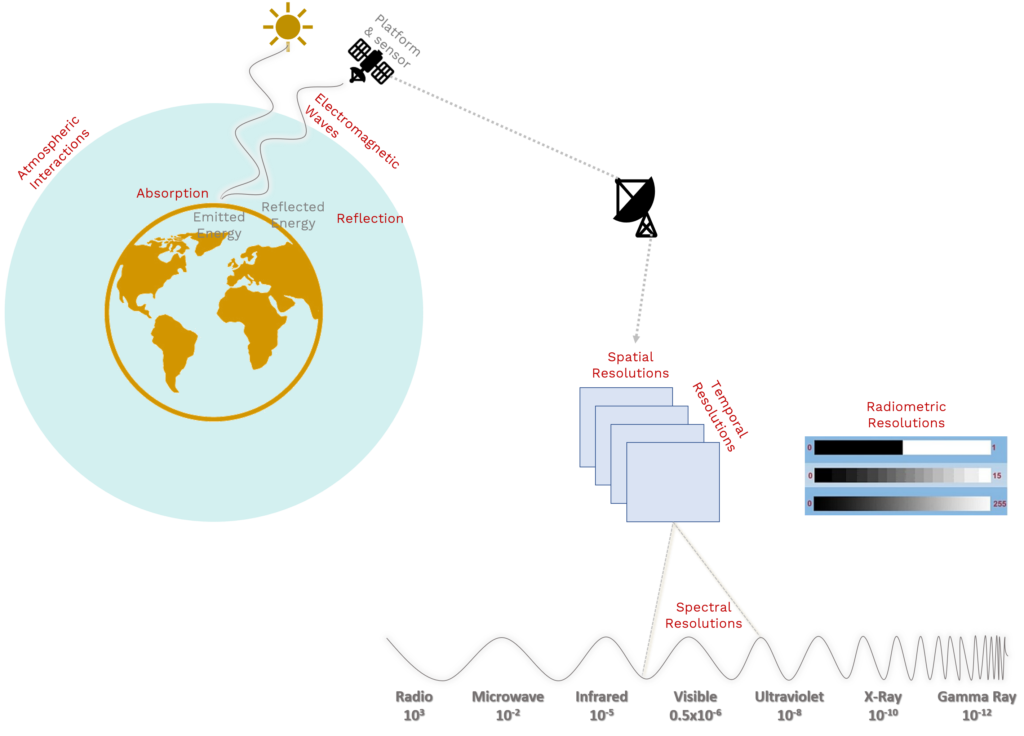 Platform
& sensor
Electromagnetic
Waves
Atmospheric
Interactions
Absorption
Emitted
Energy
Reflected
Energy
Reflection
Spatial
Resolutions
Temporal
Resolutions
Radiometric
Resolutions
0 1
0 15
0 255
Spectral
Resolutions
Radio Microwave Infrared Visible Ultraviolet X-Ray Gamma Ray
10³ 10⁻² 10⁻⁵ 0.5x10⁻⁶ 10⁻⁸ 10⁻¹⁰ 10⁻¹²